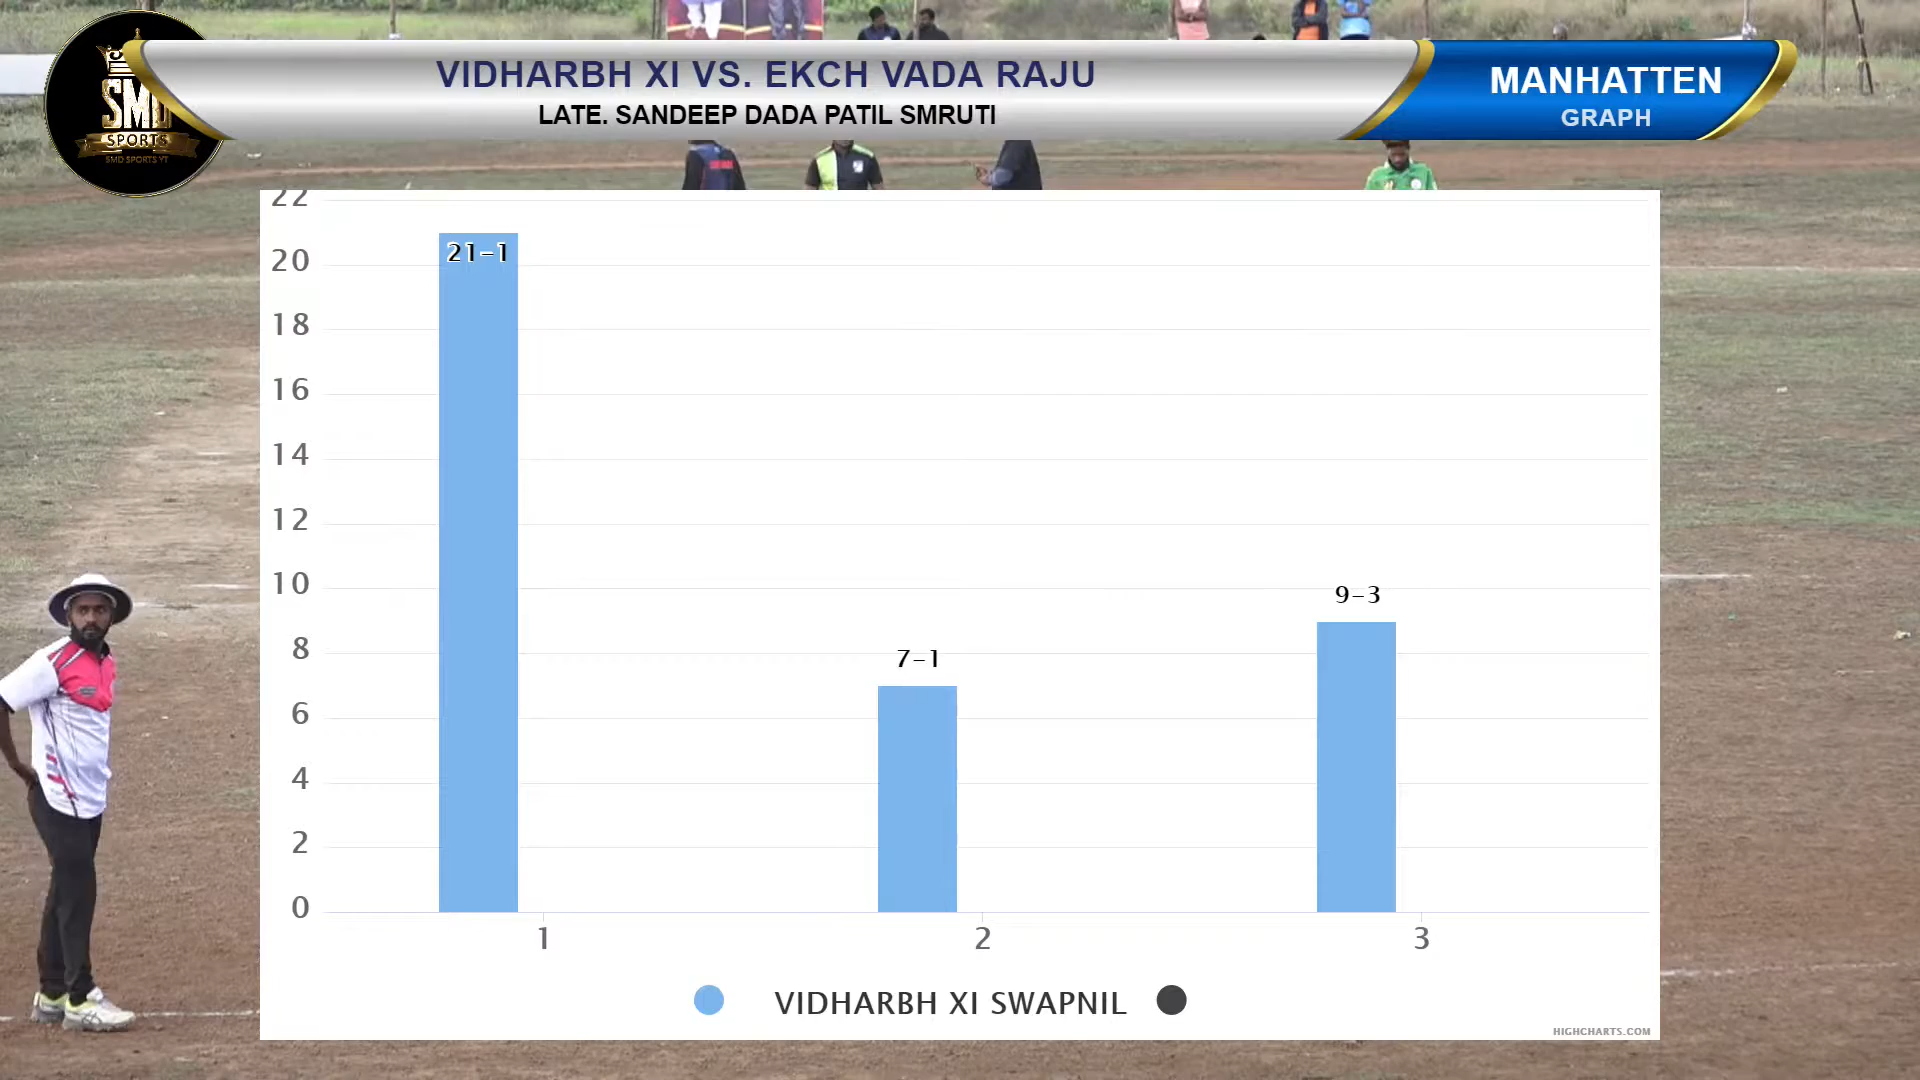 VIDHARBH XI VS. EKCH VADA RAJU
LATE. SANDEEP DADA PATIL SMRUTI
MANHATTEN
GRAPH
SMD
SPORTS
SMD SPORTS YT
22
20
18
16
14
12
10
8
6
4
2
0
21-1
7-1
9-3
1
2
3
VIDHARBH XI SWAPNIL
HIGHCHARTS.COM